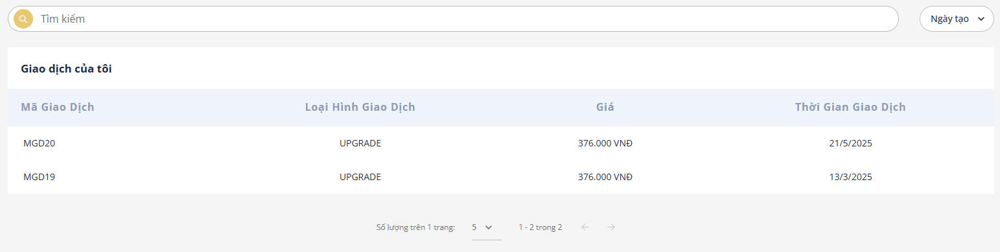 Tìm kiếm Ngày tạo
Giao dịch của tôi
Mã Giao Dịch Loại Hình Giao Dịch Giá Thời Gian Giao Dịch
MGD20 UPGRADE 376.000 VNĐ 21/5/2025
MGD19 UPGRADE 376.000 VNĐ 13/3/2025
Số lượng trên 1 trang: 5 1 - 2 trong 2